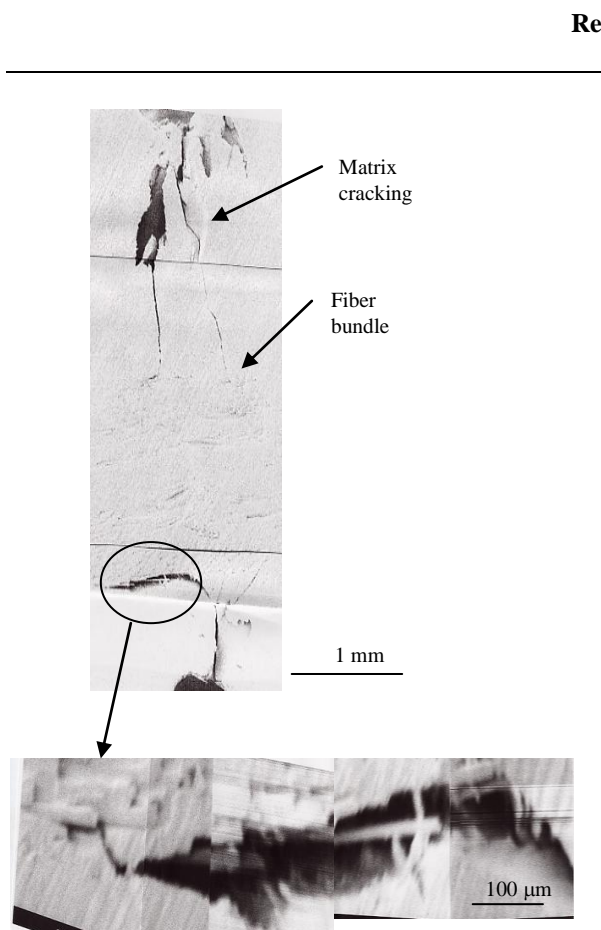 Re
Matrix
cracking
Fiber
bundle
1 mm
100 μm